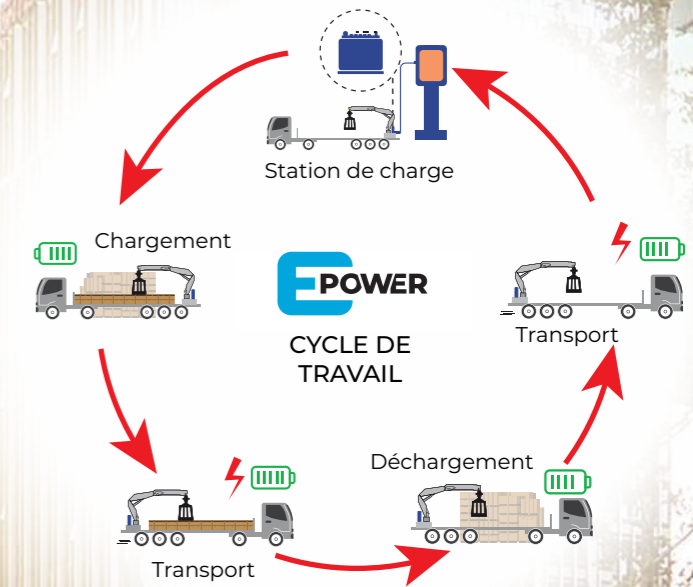 Station de charge
Chargement
EPOWER
CYCLE DE
TRAVAIL
Transport
Déchargement
Transport